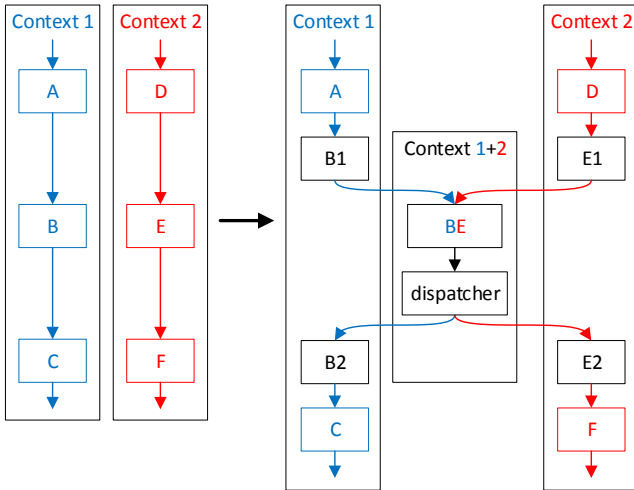 Context 1
Context 2
Context 1
Context 2
A
D
A
D
B1
E1
Context 1+2
B
E
BE
dispatcher
C
F
B2
E2
C
F